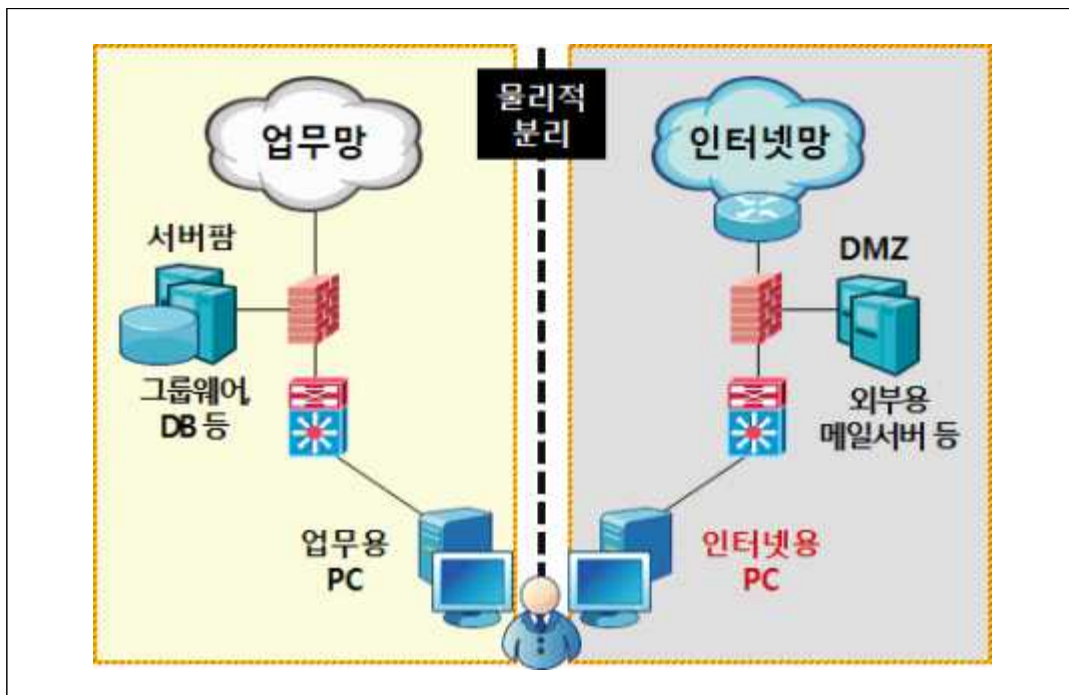 물리적
분리
업무망
인터넷망
서버팜
DMZ
그룹웨어,
DB 등
외부용
메일서버 등
업무용
PC
인터넷용
PC